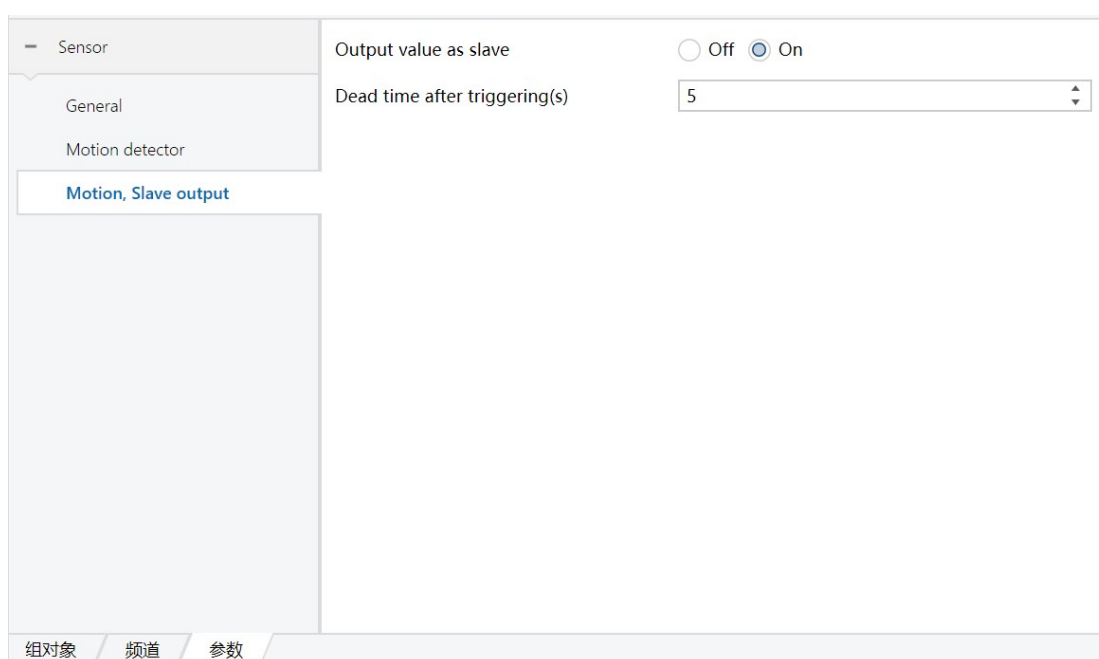 Sensor
General
Motion detector
Motion, Slave output
Output value as slave Off On
Dead time after triggering(s) 5
组对象 频道 参数